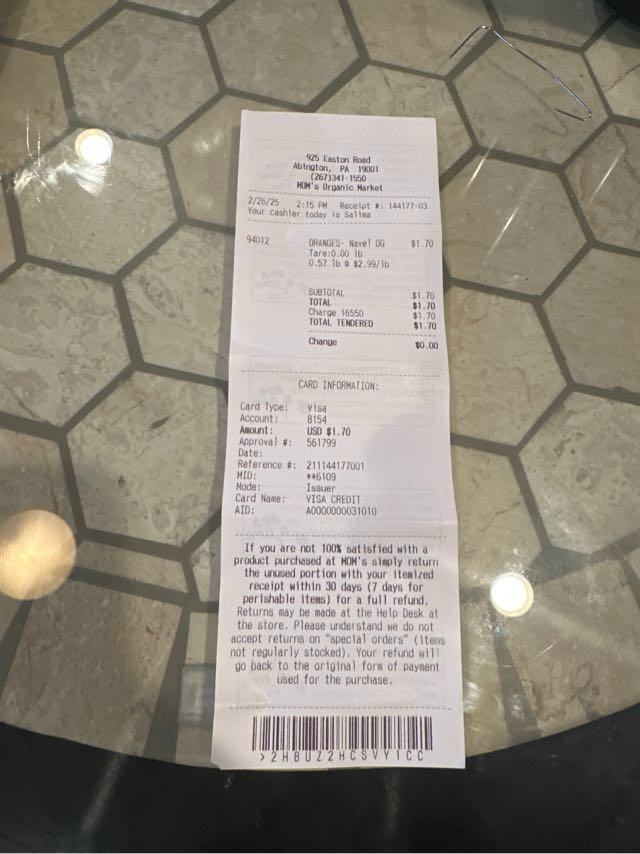 925 Easton Road
Abington, PA 19001
(267)341-1550
MOM's Organic Market
2/26/25 2:15 PM Receipt #: 144177-03
Your cashier today is Salima
94012 ORANGES- Navel OG $1.70
Tare:0.00 lb
0.57 lb @ $2.99/lb
SUBTOTAL $1.70
TOTAL $1.70
Charge 16550 $1.70
TOTAL TENDERED $1.70
Change $0.00
CARD INFORMATION:
Card Type: Visa
Account: 8154
Amount: USD $1.70
Approval #: 561799
Date:
Reference #: 211144177001
MID: **6109
Mode: Issuer
Card Name: VISA CREDIT
AID: A0000000031010
If you are not 100% satisfied with a
product purchased at MOM's simply return
the unused portion with your itemized
receipt within 30 days (7 days for
perishable items) for a full refund.
Returns may be made at the Help Desk at
the store. Please understand we do not
accept returns on "special orders" (items
not regularly stocked). Your refund will
go back to the original form of payment
used for the purchase.
>2H8UZ2HCSVY1CC